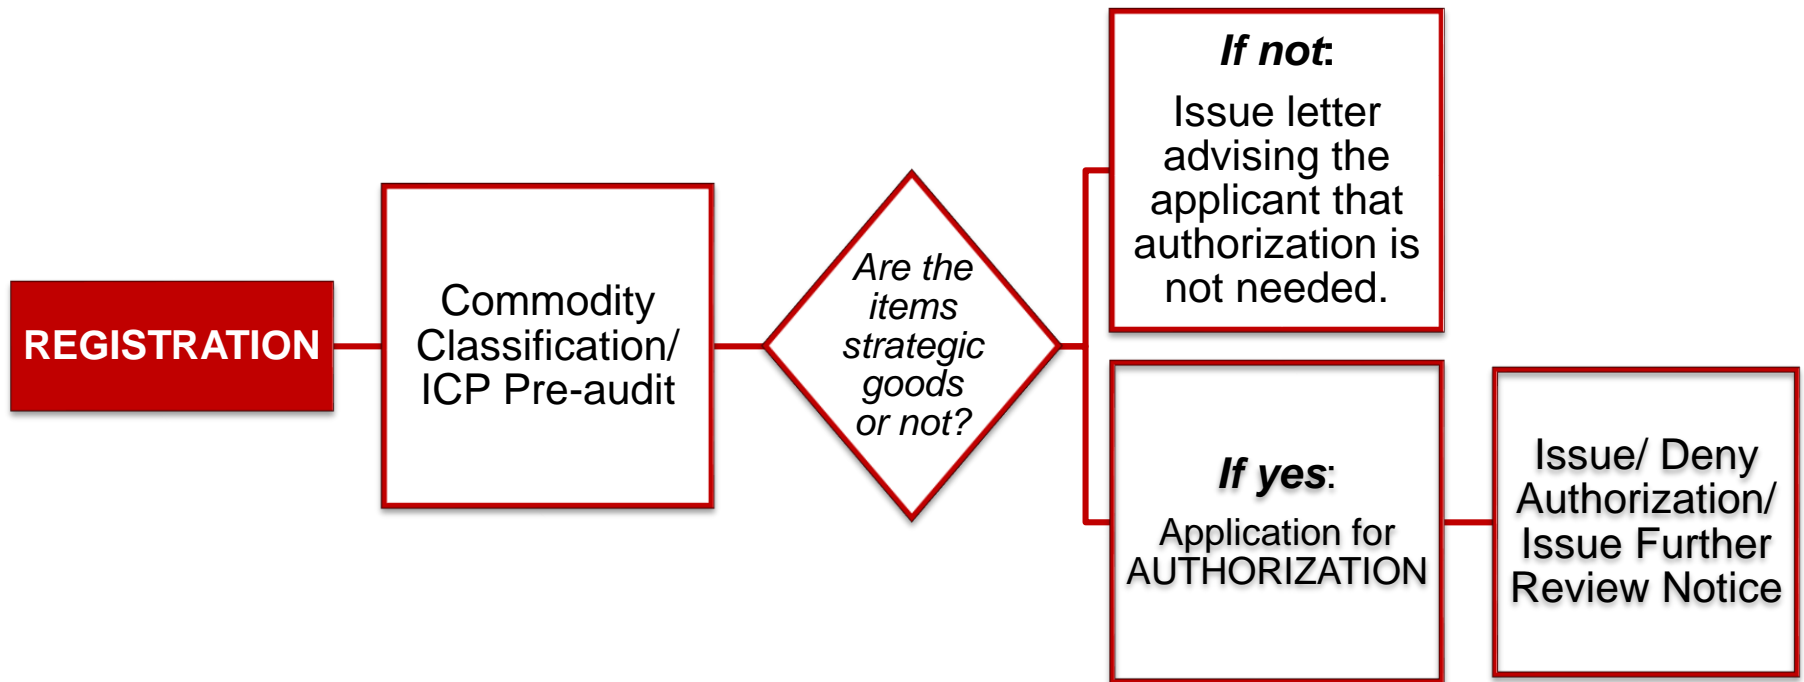 REGISTRATION
Commodity
Classification/
ICP Pre-audit
Are the
items
strategic
goods
or not?
If not:
Issue letter
advising the
applicant that
authorization is
not needed.
If yes:
Application for
AUTHORIZATION
Issue/ Deny
Authorization/
Issue Further
Review Notice